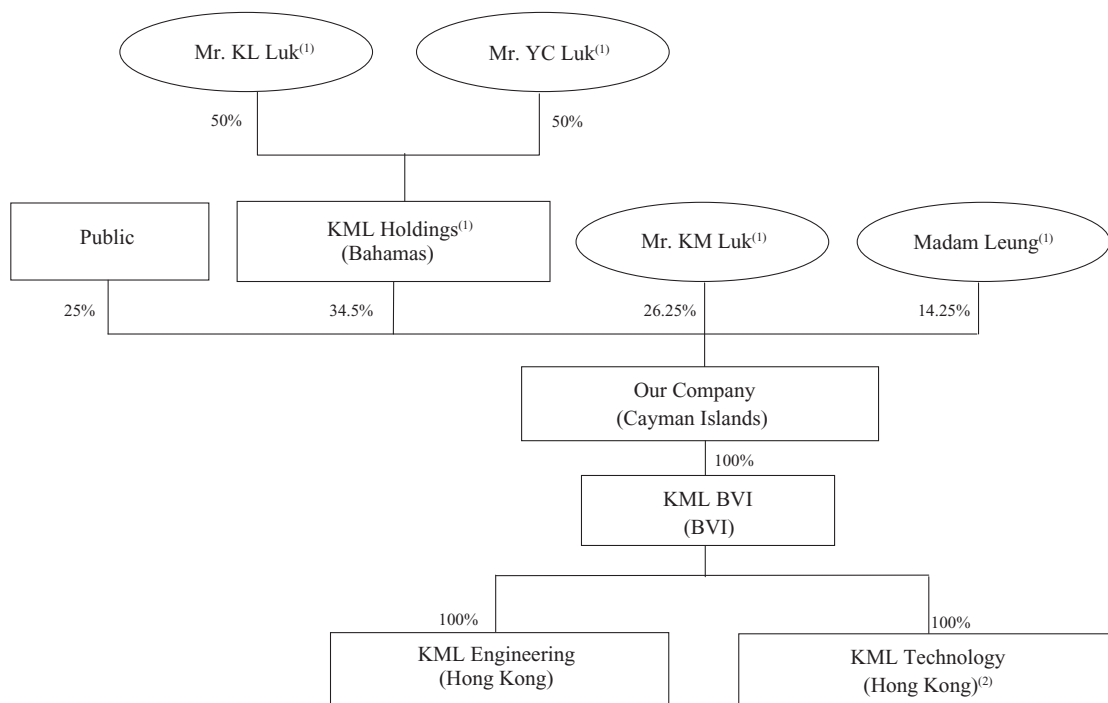 Mr. KL Luk(1)
Mr. YC Luk(1)
50%
50%
Public
KML Holdings(1)
(Bahamas)
Mr. KM Luk(1)
Madam Leung(1)
25%
34.5%
26.25%
14.25%
Our Company
(Cayman Islands)
100%
KML BVI
(BVI)
100%
100%
KML Engineering
(Hong Kong)
KML Technology
(Hong Kong)(2)